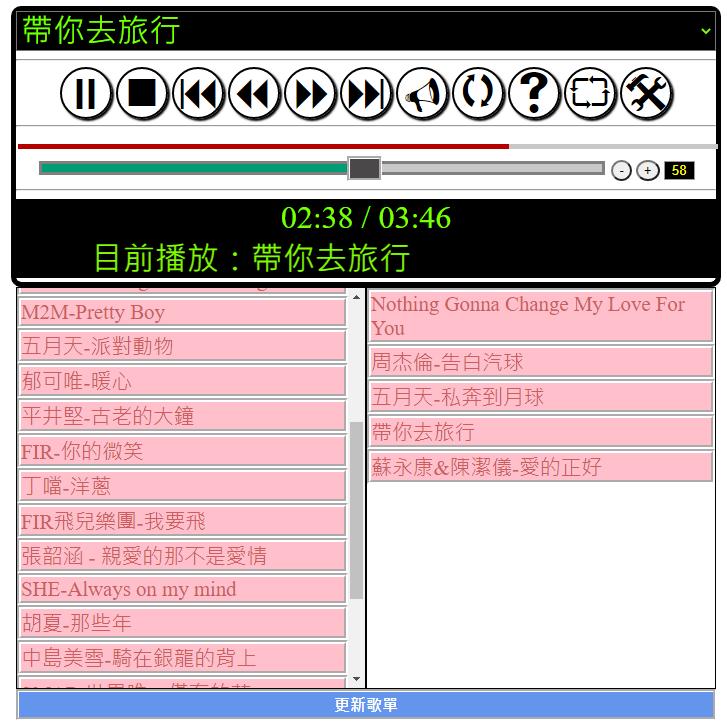 帶你去旅行
- + 58
02:38 / 03:46
目前播放：帶你去旅行
M2M-Pretty Boy
五月天-派對動物
郁可唯-暖心
平井堅-古老的大鐘
FIR-你的微笑
丁噹-洋蔥
FIR飛兒樂團-我要飛
張韶涵 - 親愛的那不是愛情
SHE-Always on my mind
胡夏-那些年
中島美雪-騎在銀龍的背上
Nothing Gonna Change My Love For
You
周杰倫-告白汽球
五月天-私奔到月球
帶你去旅行
蘇永康&陳潔儀-愛的正好
更新歌單